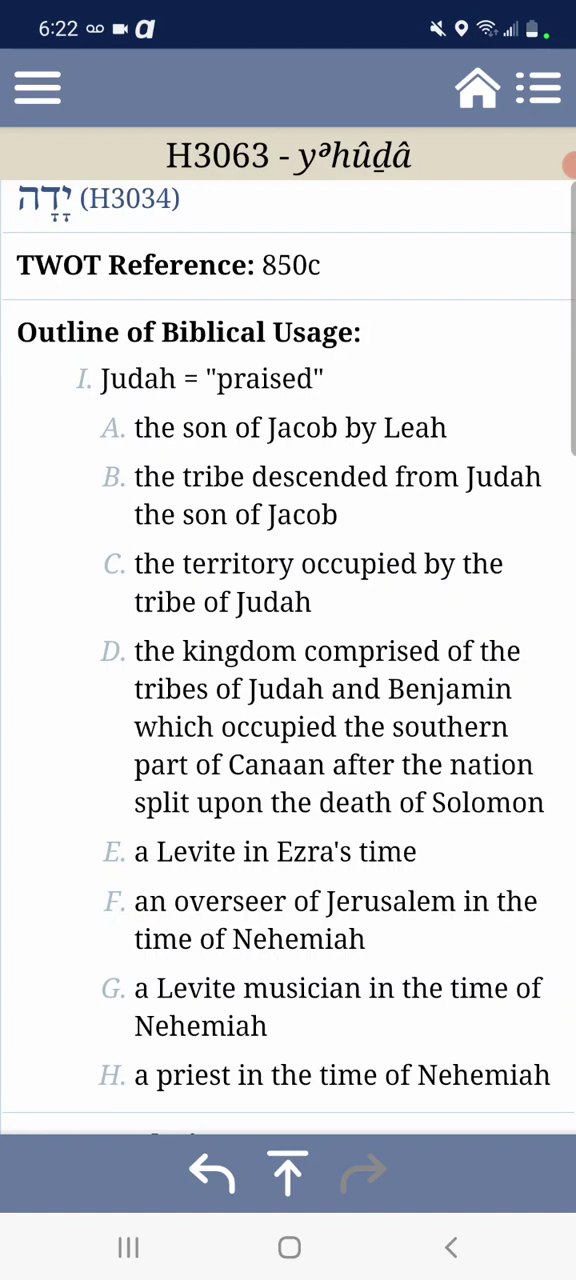 6:22
H3063 - yᵊhûḏâ
יָדָה (H3034)
TWOT Reference: 850c
Outline of Biblical Usage:
I. Judah = "praised"
A. the son of Jacob by Leah
B. the tribe descended from Judah
the son of Jacob
C. the territory occupied by the
tribe of Judah
D. the kingdom comprised of the
tribes of Judah and Benjamin
which occupied the southern
part of Canaan after the nation
split upon the death of Solomon
E. a Levite in Ezra's time
F. an overseer of Jerusalem in the
time of Nehemiah
G. a Levite musician in the time of
Nehemiah
H. a priest in the time of Nehemiah